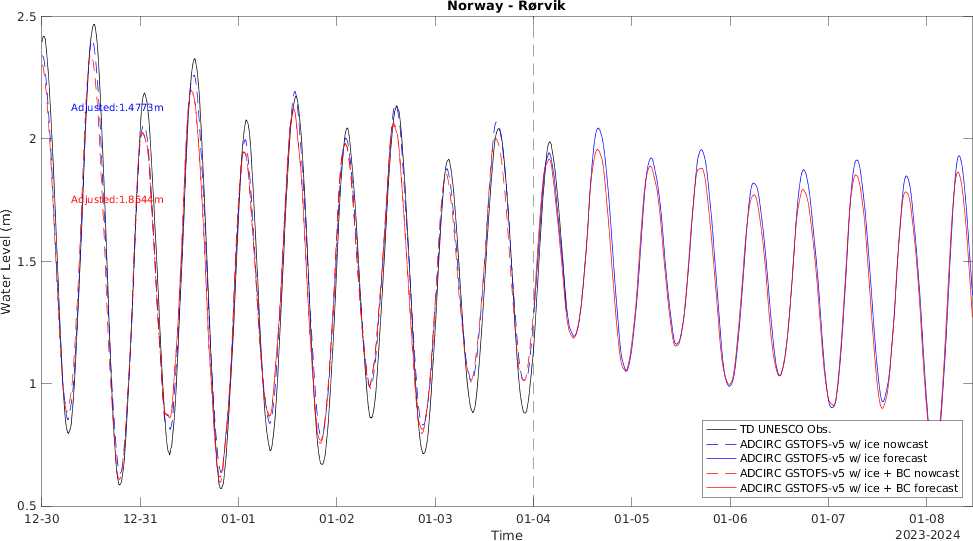 Norway - Rørvik
2.5
2
1.5
1
0.5
Water Level (m)
Adjusted:1.4773m
Adjusted:1.8644m
TD UNESCO Obs.
ADCIRC GSTOFS-v5 w/ ice nowcast
ADCIRC GSTOFS-v5 w/ ice forecast
ADCIRC GSTOFS-v5 w/ ice + BC nowcast
ADCIRC GSTOFS-v5 w/ ice + BC forecast
12-30 12-31 01-01 01-02 01-03 01-04 01-05 01-06 01-07 01-08
Time
2023-2024